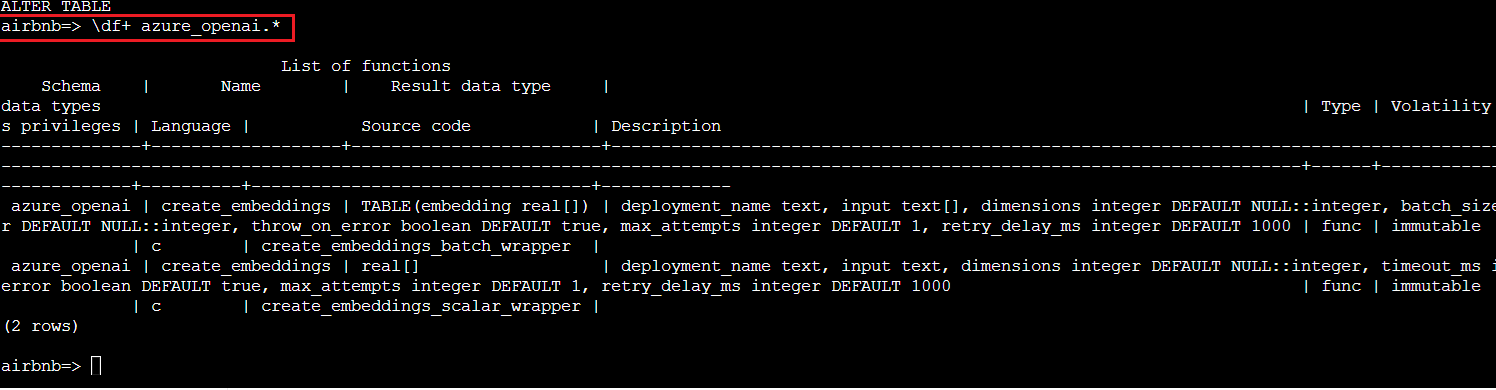 ALTER TABLE
airbnb=> \df+ azure_openai.*
List of functions
Schema | Name | Result data type |
data types | Type | Volatility
s privileges | Language | Source code | Description
--------------+-------------------+--------------------------+-----------------------------------------------------------------------------------------
----------------------------------------------------------------------------------------------------------------------------------+------+------------
-------------+----------+----------------------------------+-------------
azure_openai | create_embeddings | TABLE(embedding real[]) | deployment_name text, input text[], dimensions integer DEFAULT NULL::integer, batch_size
r DEFAULT NULL::integer, throw_on_error boolean DEFAULT true, max_attempts integer DEFAULT 1, retry_delay_ms integer DEFAULT 1000 | func | immutable
| c | create_embeddings_batch_wrapper |
azure_openai | create_embeddings | real[] | deployment_name text, input text, dimensions integer DEFAULT NULL::integer, timeout_ms i
error boolean DEFAULT true, max_attempts integer DEFAULT 1, retry_delay_ms integer DEFAULT 1000 | func | immutable
| c | create_embeddings_scalar_wrapper |
(2 rows)
airbnb=>